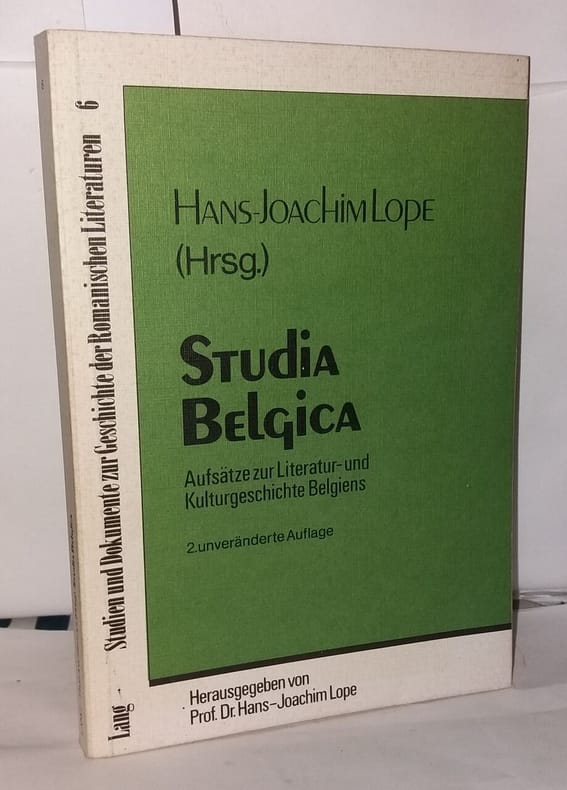 Lang Studien und Dokumente zur Geschichte der Romanischen Literaturen 6
HANS-JOACHIM LOPE
(Hrsg.)
STUDIA
BELGICA
Aufsätze zur Literatur- und
Kulturgeschichte Belgiens
2. unveränderte Auflage
Herausgegeben von
Prof. Dr. Hans-Joachim Lope